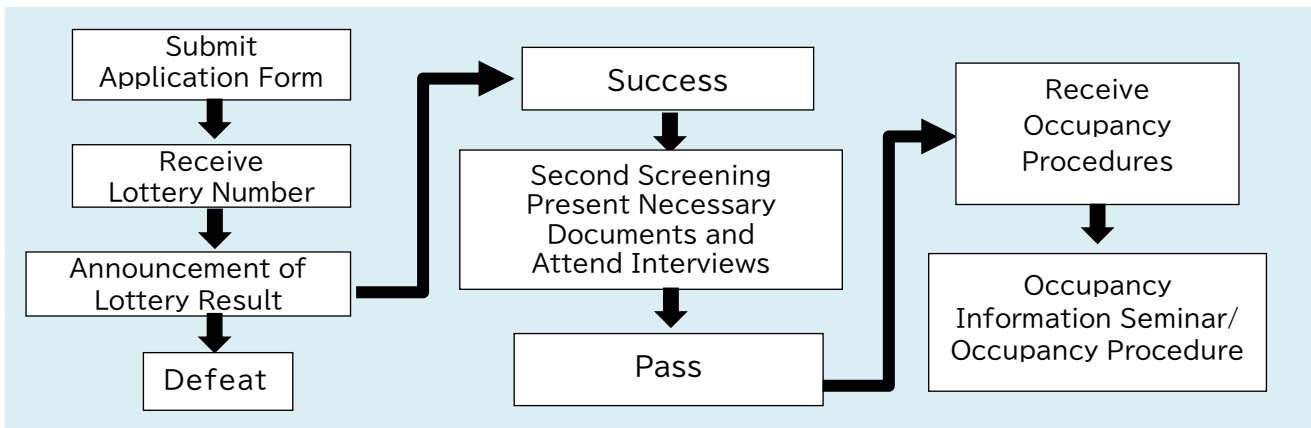 Submit
Application Form
Receive
Lottery Number
Announcement of
Lottery Result
Defeat
Success
Second Screening
Present Necessary
Documents and
Attend Interviews
Pass
Receive
Occupancy
Procedures
Occupancy
Information Seminar/
Occupancy Procedure